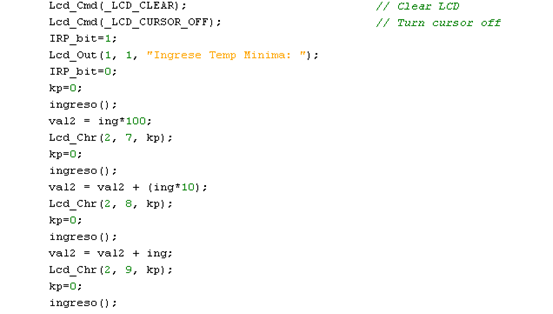 Lcd_Cmd(_LCD_CLEAR); // Clear LCD
Lcd_Cmd(_LCD_CURSOR_OFF); // Turn cursor off
IRP_bit=1;
Lcd_Out(1, 1, "Ingrese Temp Minima: ");
IRP_bit=0;
kp=0;
ingreso();
val2 = ing*100;
Lcd_Chr(2, 7, kp);
kp=0;
ingreso();
val2 = val2 + (ing*10);
Lcd_Chr(2, 8, kp);
kp=0;
ingreso();
val2 = val2 + ing;
Lcd_Chr(2, 9, kp);
kp=0;
ingreso();